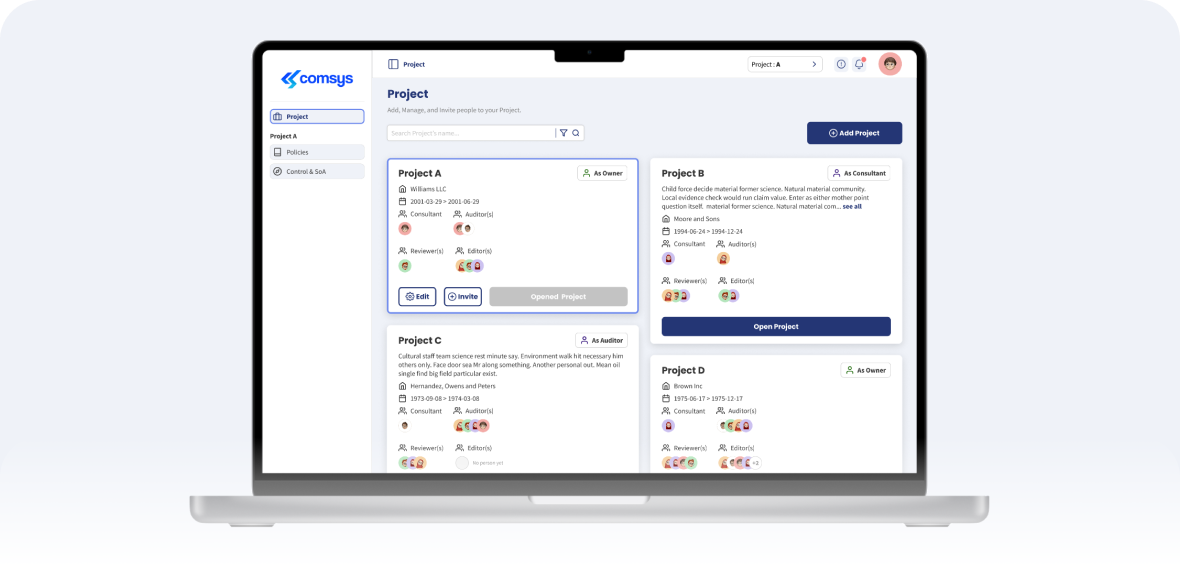 comsys
Project
Project A
Policies
Control & SoA
Project
Project : A
Project
Add, Manage, and Invite people to your Project.
Search Project's name...
Add Project
Project A
As Owner
Williams LLC
2001-03-29 > 2001-06-29
Consultant Auditor(s)
Reviewer(s) Editor(s)
Edit
Invite
Opened Project
Project B
As Consultant
Child force decide material former science. Natural material community.
Local evidence check would run claim value. Enter as either mother point
question itself. material former science. Natural material com... see all
Moore and Sons
1994-06-24 > 1994-12-24
Consultant Auditor(s)
Reviewer(s) Editor(s)
Open Project
Project C
As Auditor
Cultural staff team science rest minute say. Environment walk hit necessary him
others only. Face door sea Mr along something. Another personal out. Mean oil
single find big field particular exist.
Hernandez, Owens and Peters
1973-09-08 > 1974-03-08
Consultant Auditor(s)
Reviewer(s) Editor(s)
No person yet
Project D
As Owner
Brown Inc
1975-06-17 > 1975-12-17
Consultant Auditor(s)
Reviewer(s) Editor(s)
+3